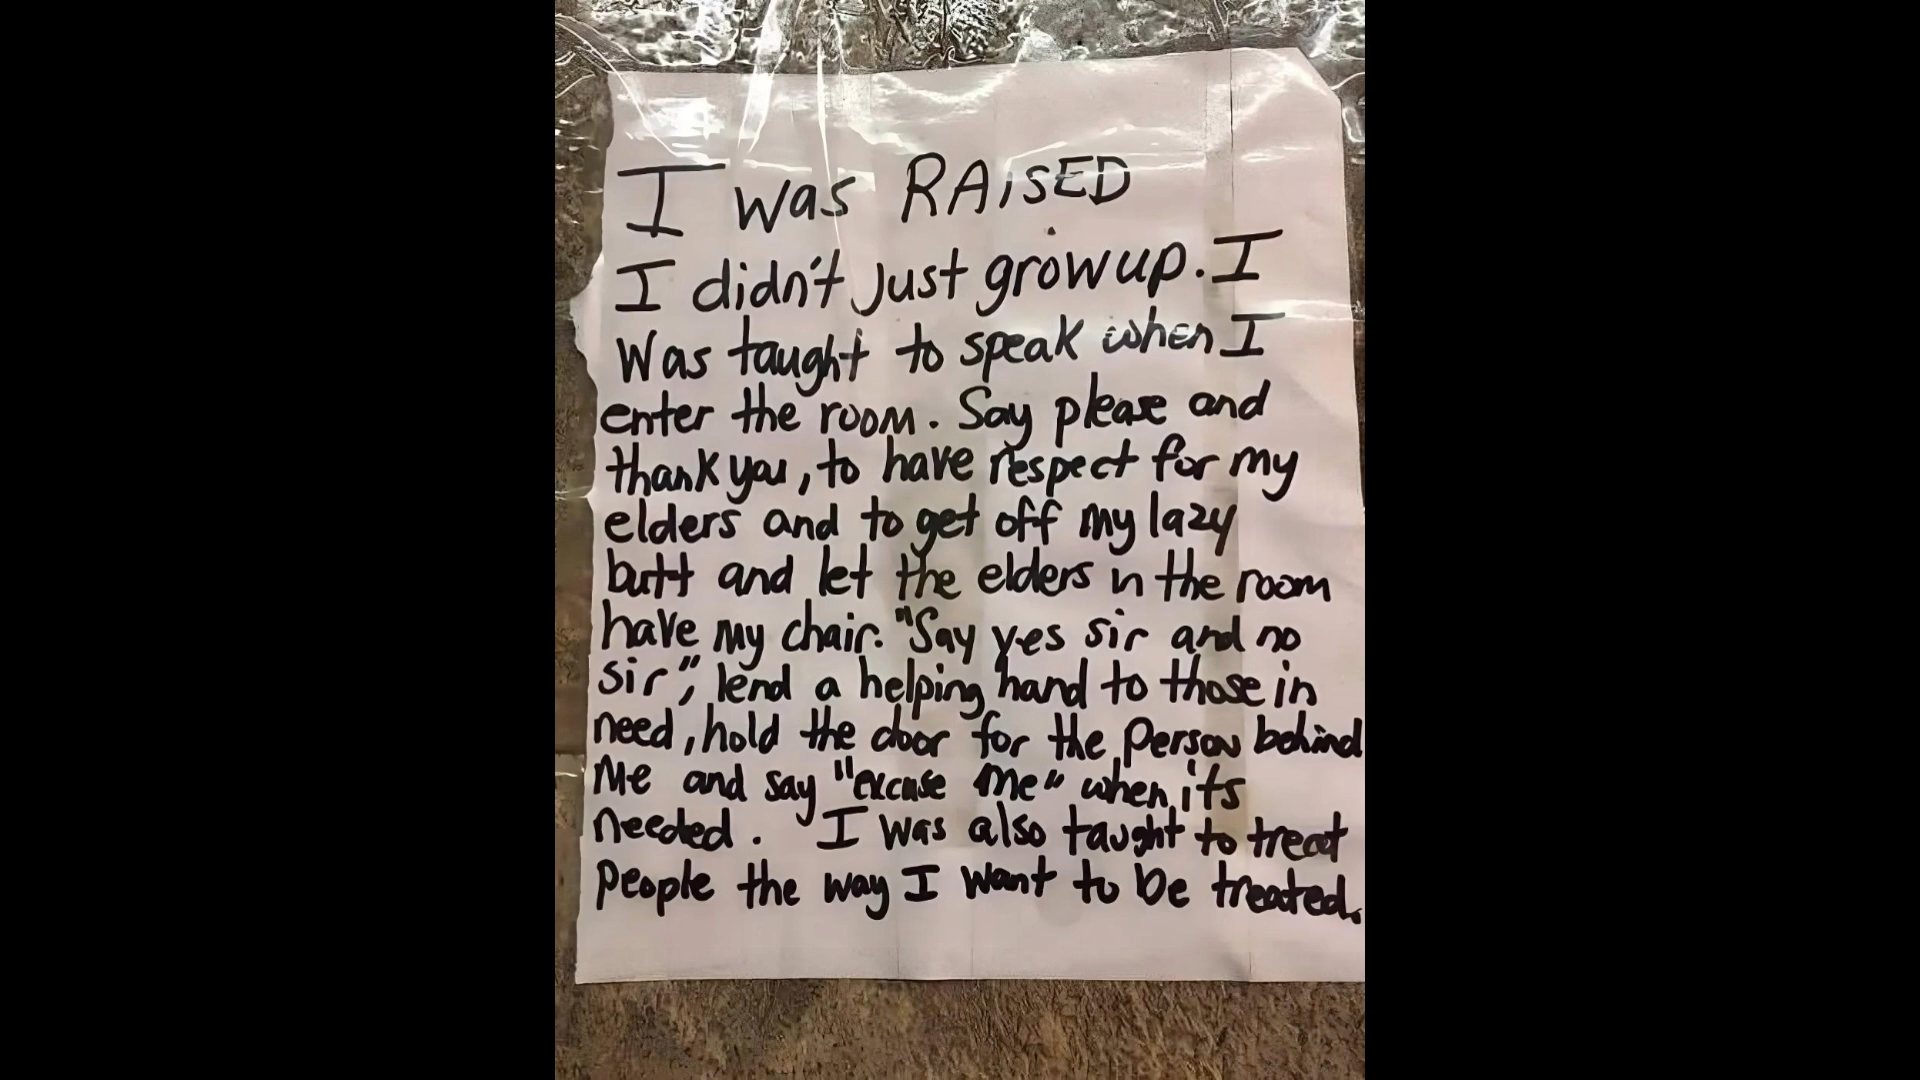 I was RAISED
I didn't just grow up. I
Was taught to speak when I
enter the room. Say please and
thank you, to have respect for my
elders and to get off my lazy
butt and let the elders in the room
have my chair. "Say yes sir and no
sir", lend a helping hand to those in
need, hold the door for the person behind
Me and say "excuse me" when it's
needed. I was also taught to treat
People the way I want to be treated.